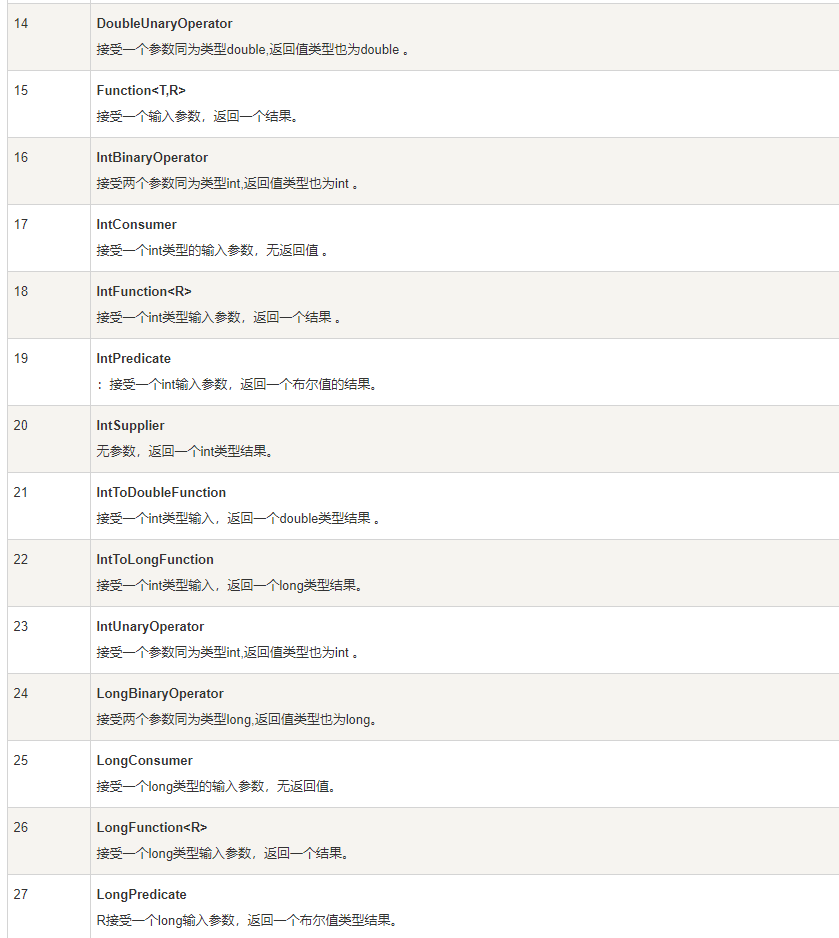 14
DoubleUnaryOperator
接受一个参数同为类型double,返回值类型也为double 。
15
Function<T,R>
接受一个输入参数，返回一个结果。
16
IntBinaryOperator
接受两个参数同为类型int,返回值类型也为int 。
17
IntConsumer
接受一个int类型的输入参数，无返回值 。
18
IntFunction<R>
接受一个int类型输入参数，返回一个结果 。
19
IntPredicate
：接受一个int输入参数，返回一个布尔值的结果。
20
IntSupplier
无参数，返回一个int类型结果。
21
IntToDoubleFunction
接受一个int类型输入，返回一个double类型结果 。
22
IntToLongFunction
接受一个int类型输入，返回一个long类型结果。
23
IntUnaryOperator
接受一个参数同为类型int,返回值类型也为int 。
24
LongBinaryOperator
接受两个参数同为类型long,返回值类型也为long。
25
LongConsumer
接受一个long类型的输入参数，无返回值。
26
LongFunction<R>
接受一个long类型输入参数，返回一个结果。
27
LongPredicate
R接受一个long输入参数，返回一个布尔值类型结果。